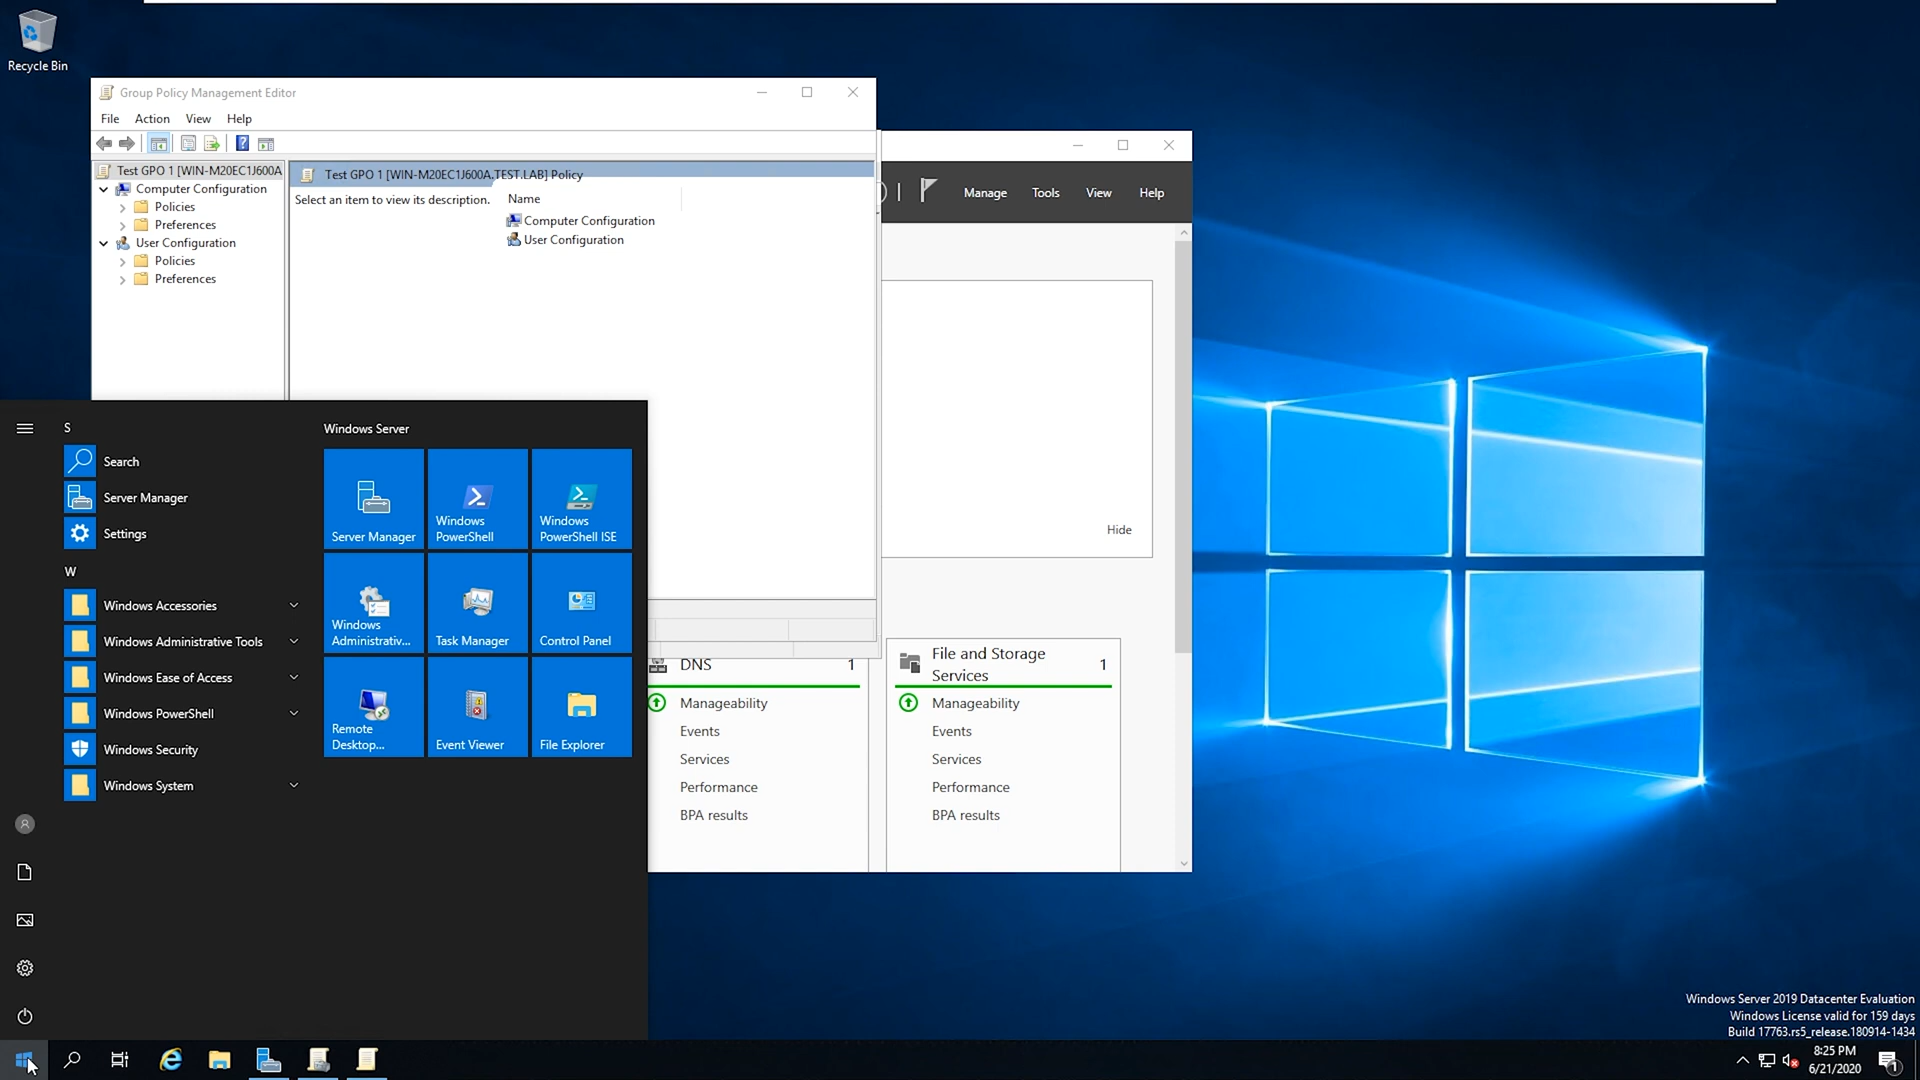 Recycle Bin
Group Policy Management Editor
File Action View Help
Test GPO 1 [WIN-M20EC1J600A
Computer Configuration
Policies
Preferences
User Configuration
Policies
Preferences
Test GPO 1 [WIN-M20EC1J600A.TEST.LAB] Policy
Select an item to view its description.
Name
Computer Configuration
User Configuration
Manage Tools View Help
Hide
S
Search
Server Manager
Settings
W
Windows Accessories
Windows Administrative Tools
Windows Ease of Access
Windows PowerShell
Windows Security
Windows System
Windows Server
Server Manager
Windows
PowerShell
Windows
PowerShell ISE
Windows
Administrativ...
Task Manager
Control Panel
Remote
Desktop...
Event Viewer
File Explorer
DNS 1
Manageability
Events
Services
Performance
BPA results
File and Storage
Services 1
Manageability
Events
Services
Performance
BPA results
Windows Server 2019 Datacenter Evaluation
Windows License valid for 159 days
Build 17763.rs5_release.180914-1434
8:25 PM
6/21/2020
1